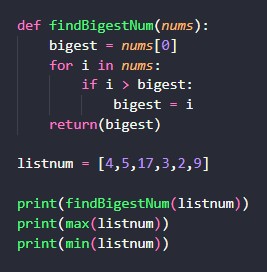 def findBigestNum(nums):
    bigest = nums[0]
    for i in nums:
        if i > bigest:
            bigest = i
    return(bigest)
listnum = [4,5,17,3,2,9]
print(findBigestNum(listnum))
print(max(listnum))
print(min(listnum))